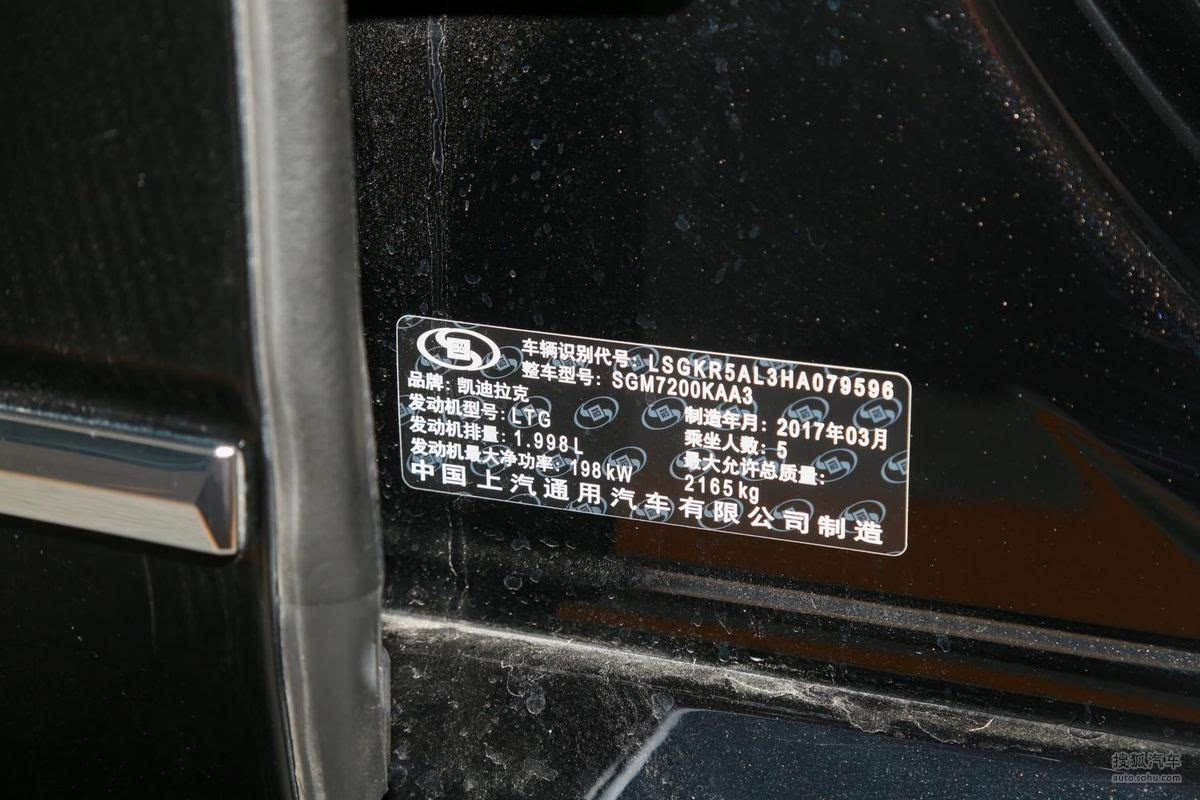 车辆识别代号: LSGKR5AL3HA079596
整车型号: SGM7200KAA3
品牌: 凯迪拉克
制造年月: 2017年03月
发动机型号: LTG
乘坐人数: 5
发动机排量: 1.998L
最大允许总质量:
发动机最大净功率: 198kW
2165kg
中国上汽通用汽车有限公司制造
搜狐汽车
auto.sohu.com